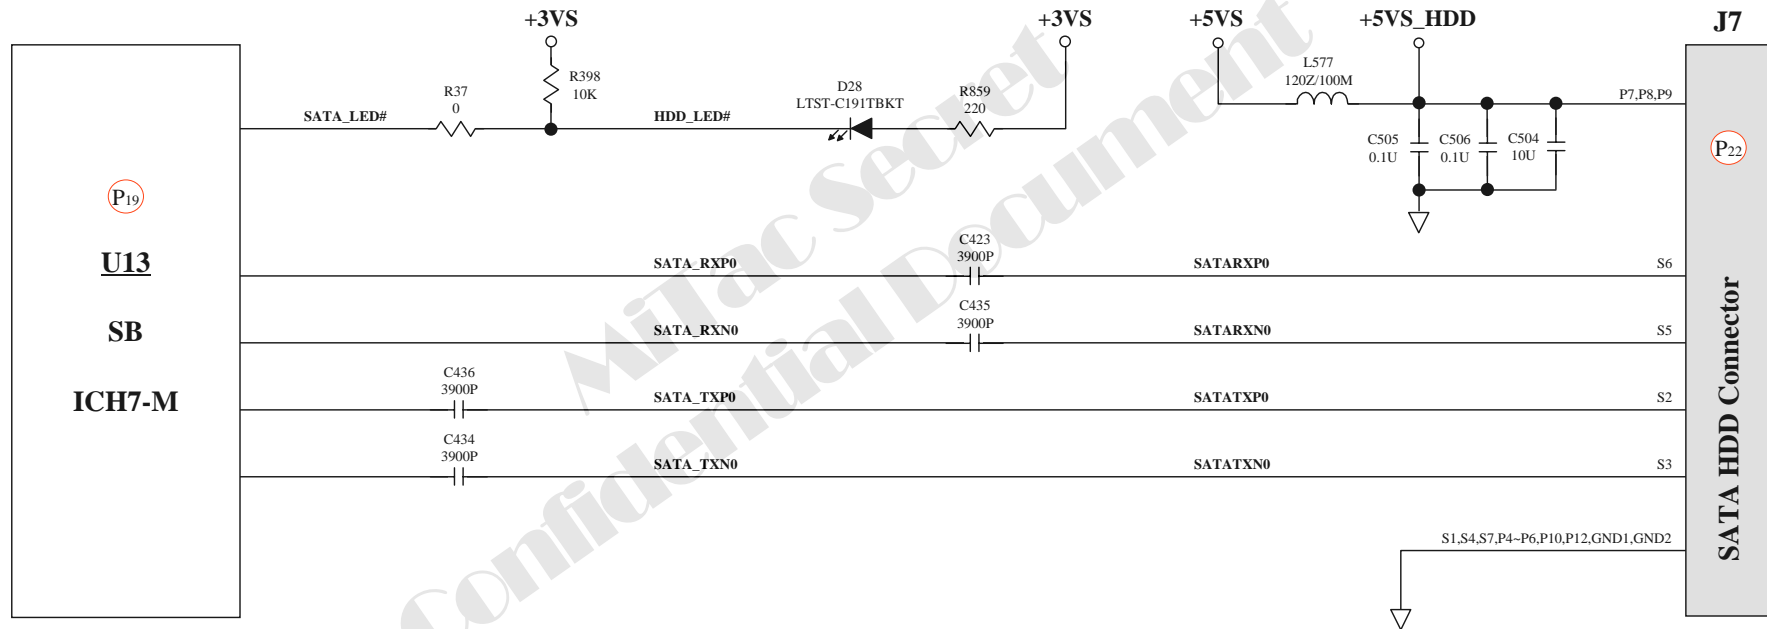 +3VS
+3VS
+5VS
+5VS_HDD
J7
R37
0
R398
10K
SATA_LED#
HDD_LED#
D28
LTST-C191TBKT
R859
220
L577
120Z/100M
P7,P8,P9
C505
0.1U
C506
0.1U
C504
10U
P22
P19
U13
SB
ICH7-M
SATA_RXP0
C423
3900P
SATARXP0
S6
SATA_RXN0
C435
3900P
SATARXN0
S5
C436
3900P
SATA_TXP0
SATATXP0
S2
C434
3900P
SATA_TXN0
SATATXN0
S3
S1,S4,S7,P4~P6,P10,P12,GND1,GND2
SATA HDD Connector
MiTac Secret
Confidential Document